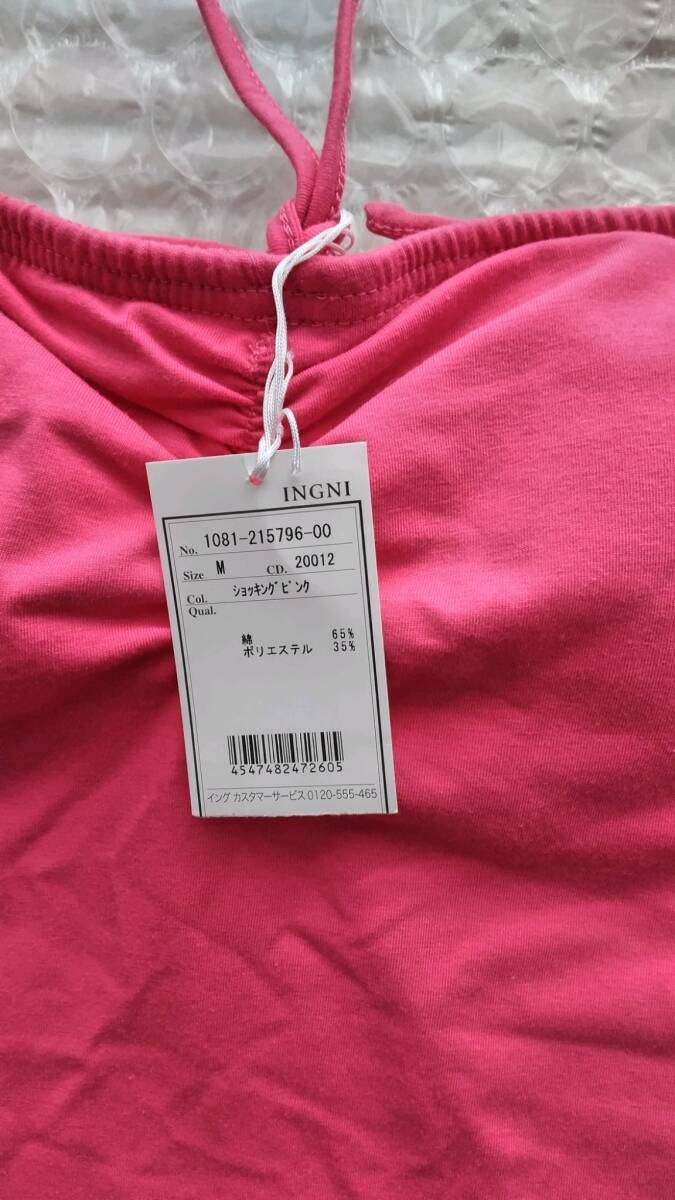 INGNI
No. 1081-215796-00
Size M CD. 20012
Col. ｼｮｯｷﾝｸﾞﾋﾟﾝｸ
Qual.
綿 65%
ポリエステル 35%
4547482472605
イング カスタマーサービス 0120-555-465